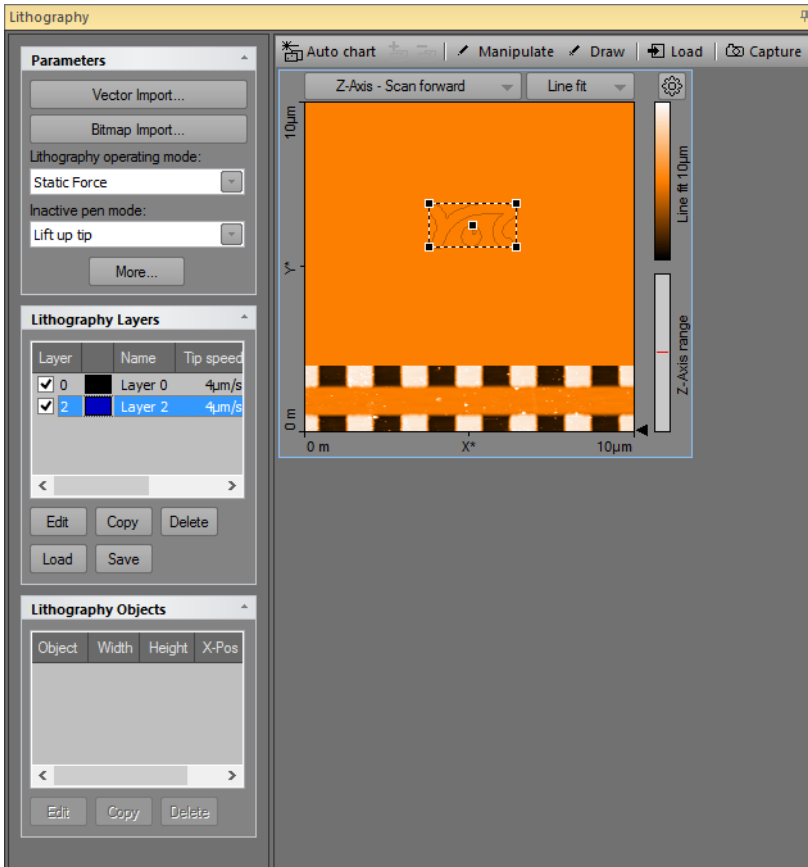 Lithography
Parameters
Vector Import...
Bitmap Import...
Lithography operating mode:
Static Force
Inactive pen mode:
Lift up tip
More...
Lithography Layers
Layer Name Tip speed
0 Layer 0 4µm/s
2 Layer 2 4µm/s
Edit Copy Delete
Load Save
Lithography Objects
Object Width Height X-Pos
Edit Copy Delete
Auto chart Manipulate Draw Load Capture
Z-Axis - Scan forward Line fit
10µm
Y*
0 m
0 m X* 10µm
Line fit 10µm
Z-Axis range